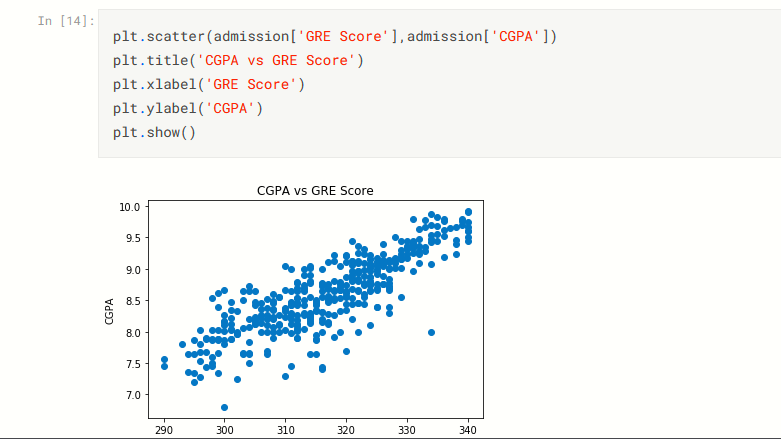 In [14]:
plt.scatter(admission['GRE Score'],admission['CGPA'])
plt.title('CGPA vs GRE Score')
plt.xlabel('GRE Score')
plt.ylabel('CGPA')
plt.show()
CGPA vs GRE Score
10.0
9.5
9.0
8.5
8.0
7.5
7.0
CGPA
290 300 310 320 330 340